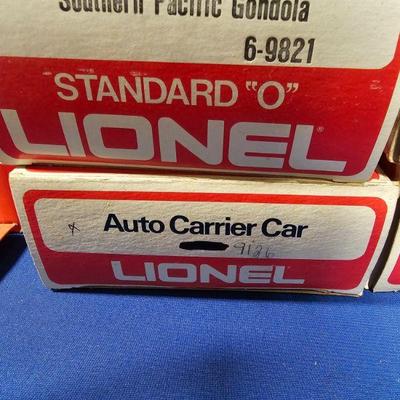 Southern Pacific Gondola
6-9821
STANDARD "O"
LIONEL®
x Auto Carrier Car
9126
LIONEL